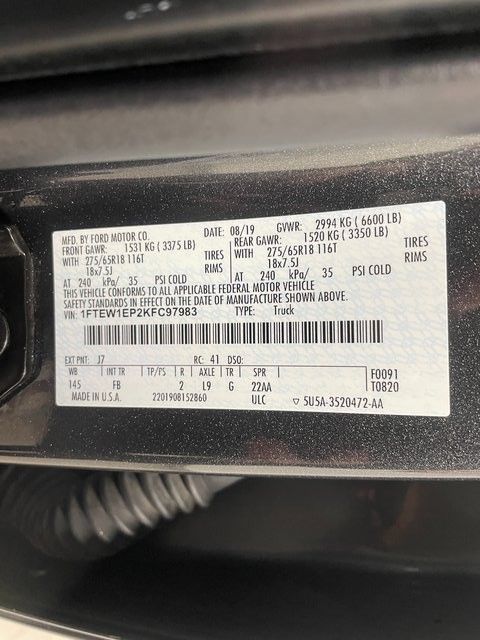 MFD. BY FORD MOTOR CO. DATE: 08/19 GVWR: 2994 KG (6600 LB)
FRONT GAWR: 1531 KG (3375 LB) REAR GAWR: 1520 KG (3350 LB)
WITH 275/65R18 116T TIRES WITH 275/65R18 116T TIRES
18x7.5J RIMS 18x7.5J RIMS
AT 240 kPa/ 35 PSI COLD AT 240 kPa/ 35 PSI COLD
THIS VEHICLE CONFORMS TO ALL APPLICABLE FEDERAL MOTOR VEHICLE
SAFETY STANDARDS IN EFFECT ON THE DATE OF MANUFACTURE SHOWN ABOVE.
VIN: 1FTEW1EP2KFC97983 TYPE: Truck
EXT PNT: J7 RC: 41 DSO:
WB INT TR TP/PS R AXLE TR SPR F0091
145 FB 2 L9 G 22AA T0820
MADE IN U.S.A. 2201908152860 ULC ▽ 5U5A-3520472-AA